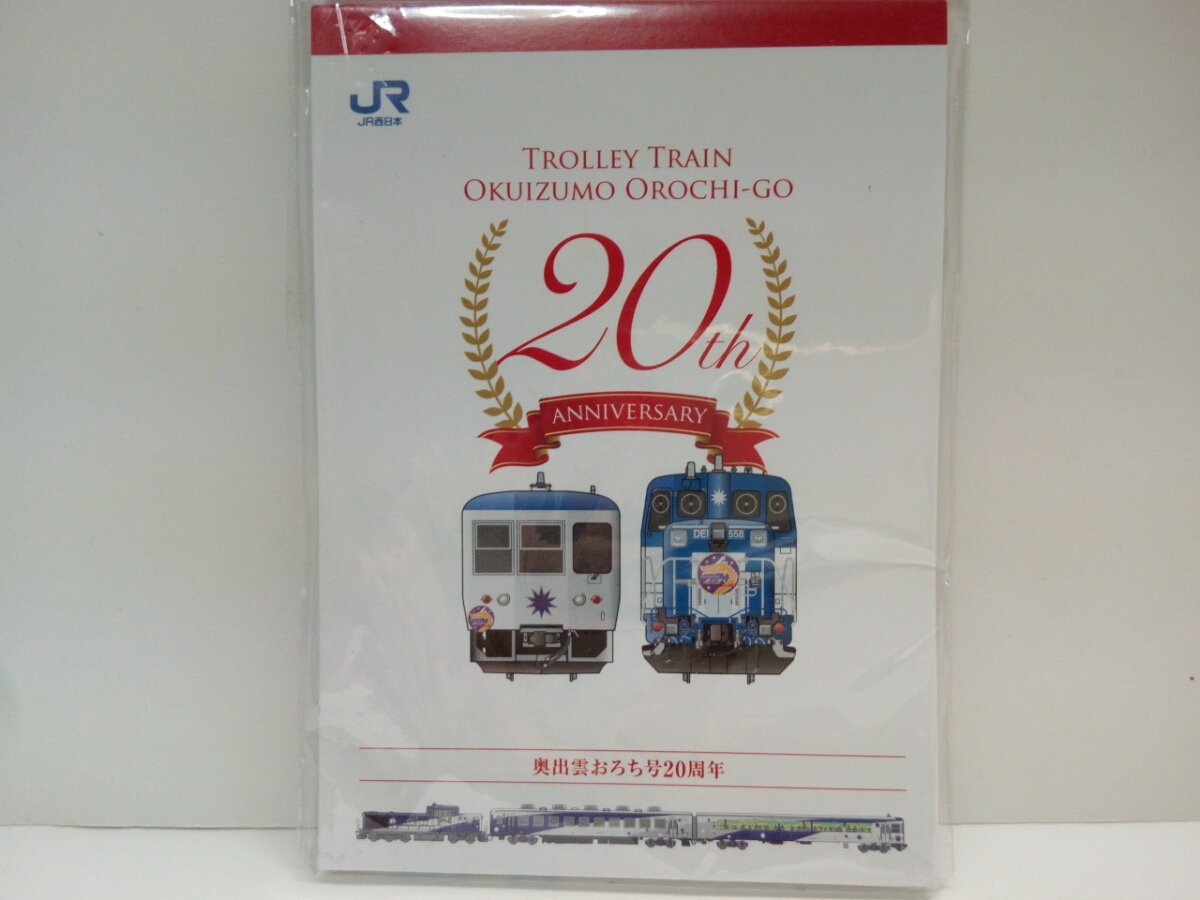 JR
JR西日本
TROLLEY TRAIN
OKUIZUMO OROCHI-GO
20th
ANNIVERSARY
558
奥出雲おろち号20周年